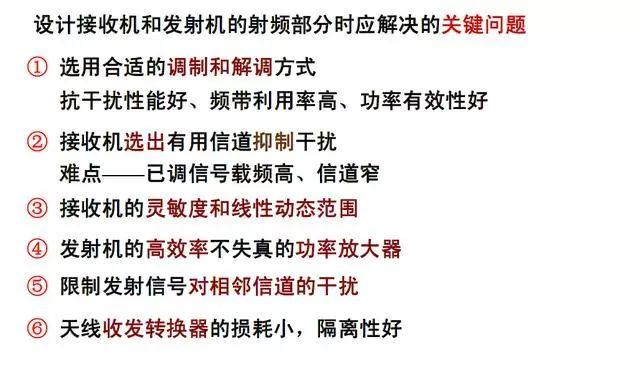 设计接收机和发射机的射频部分时应解决的关键问题
① 选用合适的调制和解调方式
抗干扰性能好、频带利用率高、功率有效性好
② 接收机选出有用信道抑制干扰
难点——已调信号载频高、信道窄
③ 接收机的灵敏度和线性动态范围
④ 发射机的高效率不失真的功率放大器
⑤ 限制发射信号对相邻信道的干扰
⑥ 天线收发转换器的损耗小，隔离性好